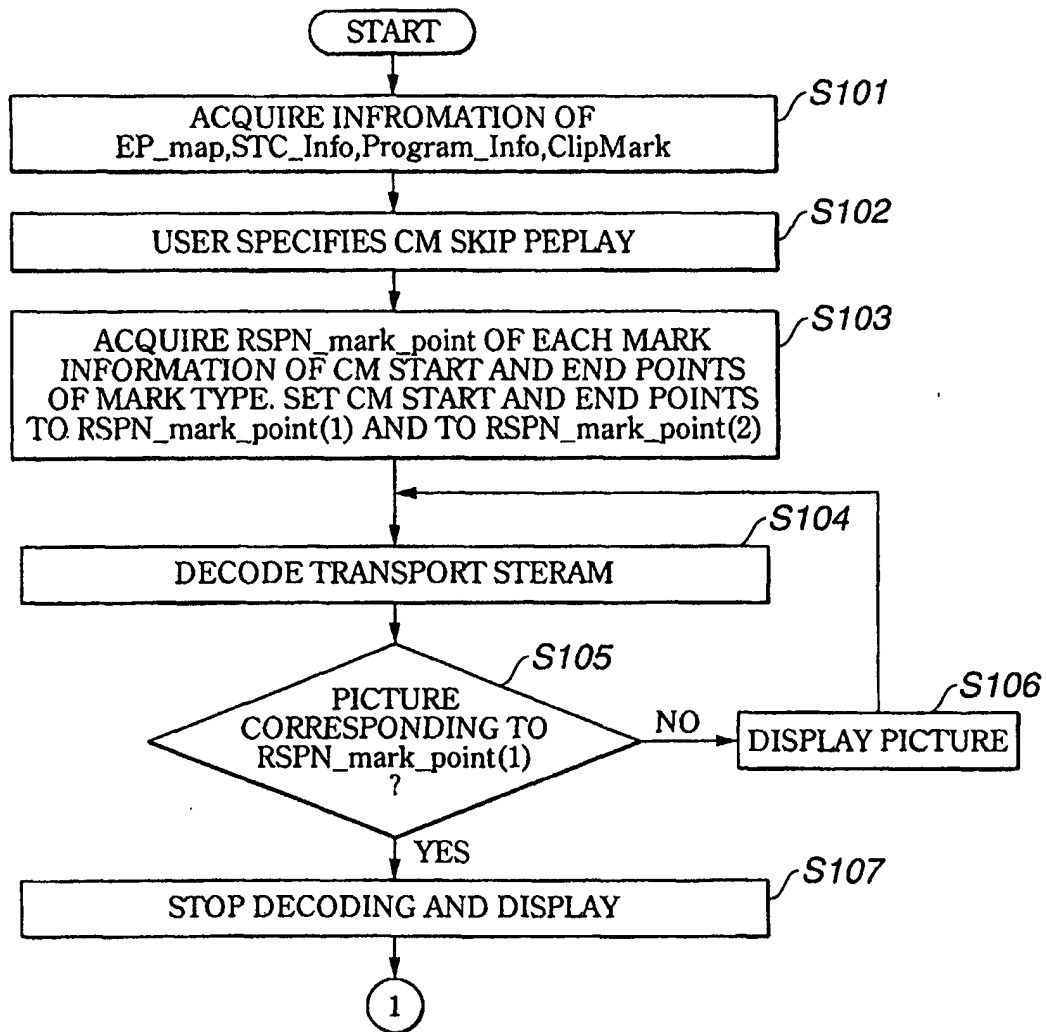 START
S101
ACQUIRE INFROMATION OF
EP_map,STC_Info,Program_Info,ClipMark
S102
USER SPECIFIES CM SKIP PEPLAY
S103
ACQUIRE RSPN_mark_point OF EACH MARK
INFORMATION OF CM START AND END POINTS
OF MARK TYPE. SET CM START AND END POINTS
TO RSPN_mark_point(1) AND TO RSPN_mark_point(2)
S104
DECODE TRANSPORT STERAM
S105
PICTURE
CORRESPONDING TO
RSPN_mark_point(1)
?
NO
S106
DISPLAY PICTURE
YES
S107
STOP DECODING AND DISPLAY
1